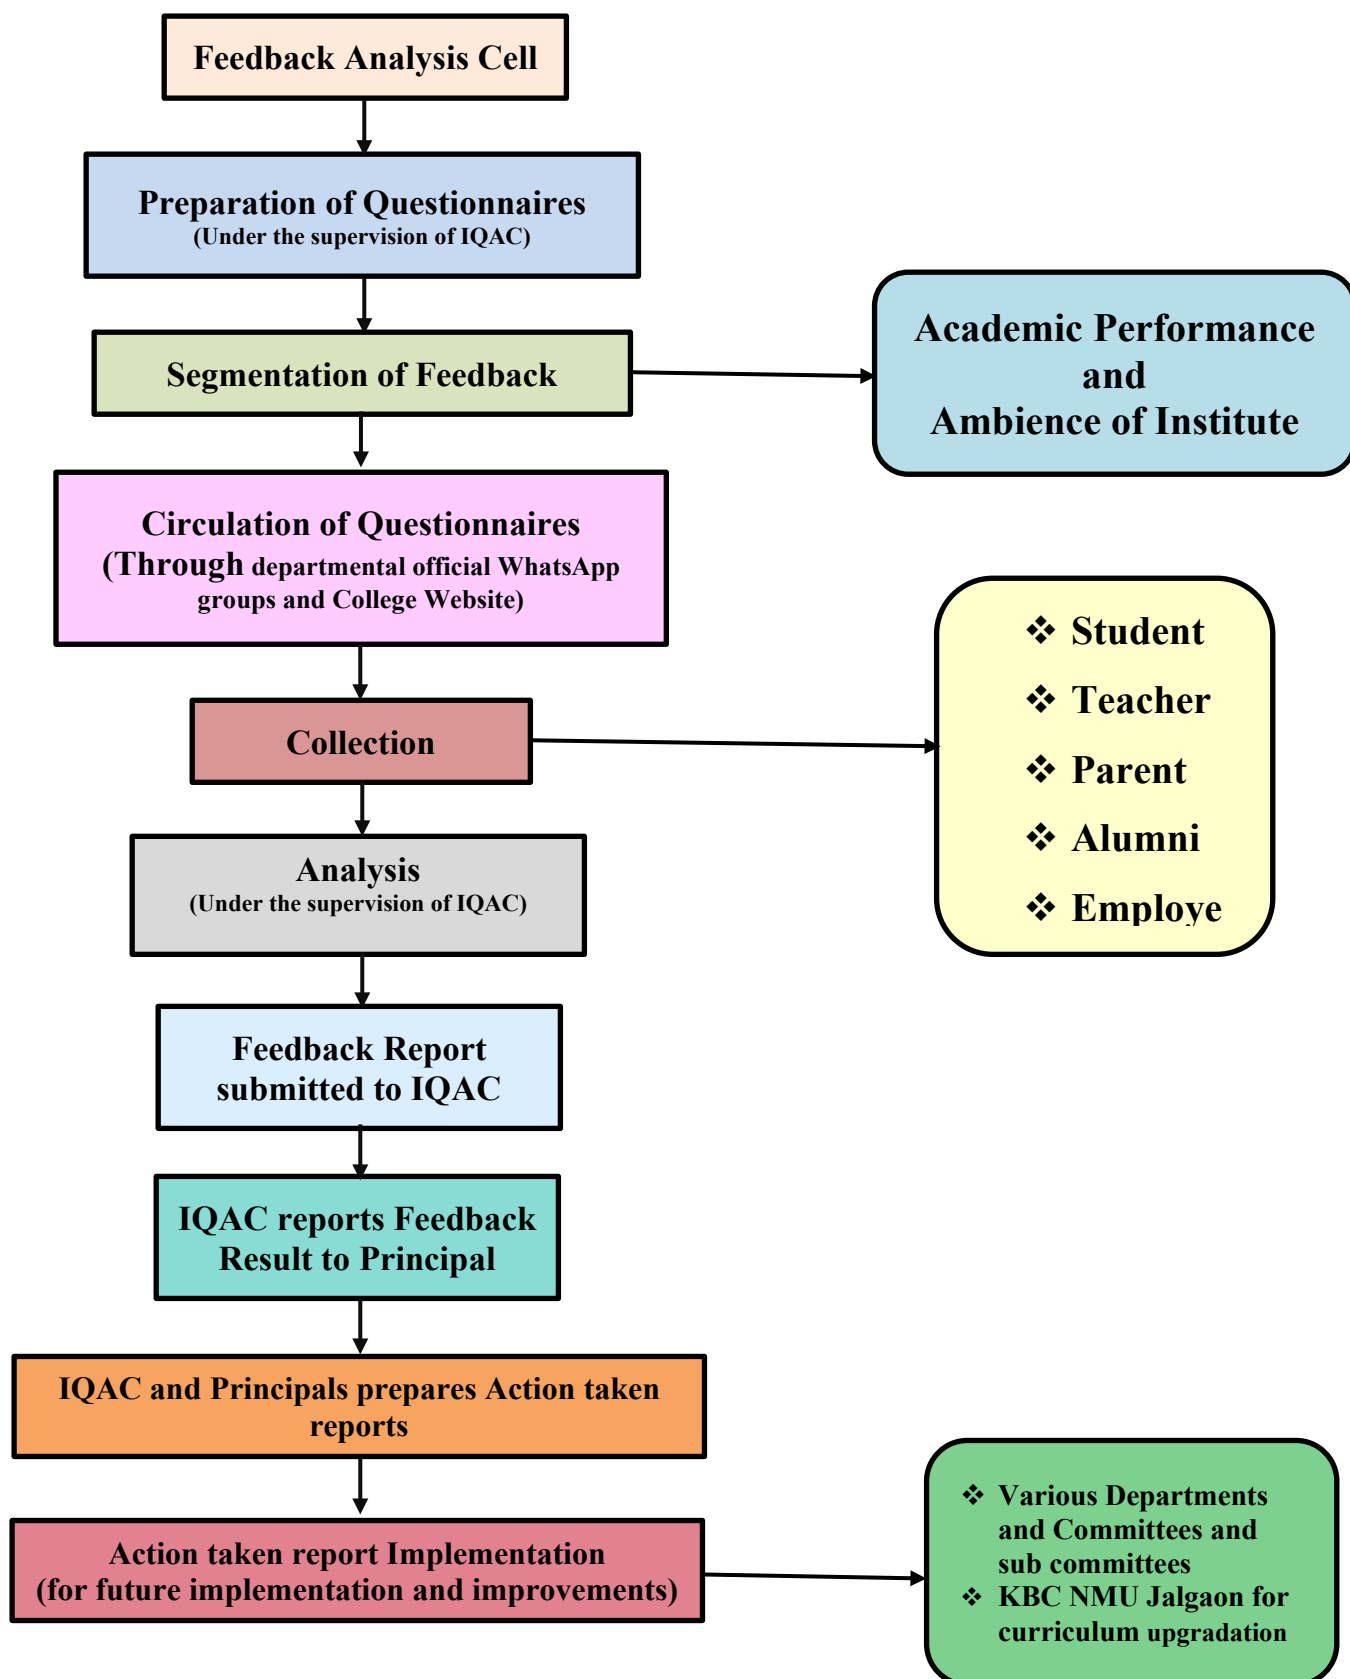 Feedback Analysis Cell
Preparation of Questionnaires
(Under the supervision of IQAC)
Segmentation of Feedback
Academic Performance
and
Ambience of Institute
Circulation of Questionnaires
(Through departmental official WhatsApp
groups and College Website)
Collection
❖ Student
❖ Teacher
❖ Parent
❖ Alumni
❖ Employe
Analysis
(Under the supervision of IQAC)
Feedback Report
submitted to IQAC
IQAC reports Feedback
Result to Principal
IQAC and Principals prepares Action taken
reports
Action taken report Implementation
(for future implementation and improvements)
❖ Various Departments
and Committees and
sub committees
❖ KBC NMU Jalgaon for
curriculum upgradation